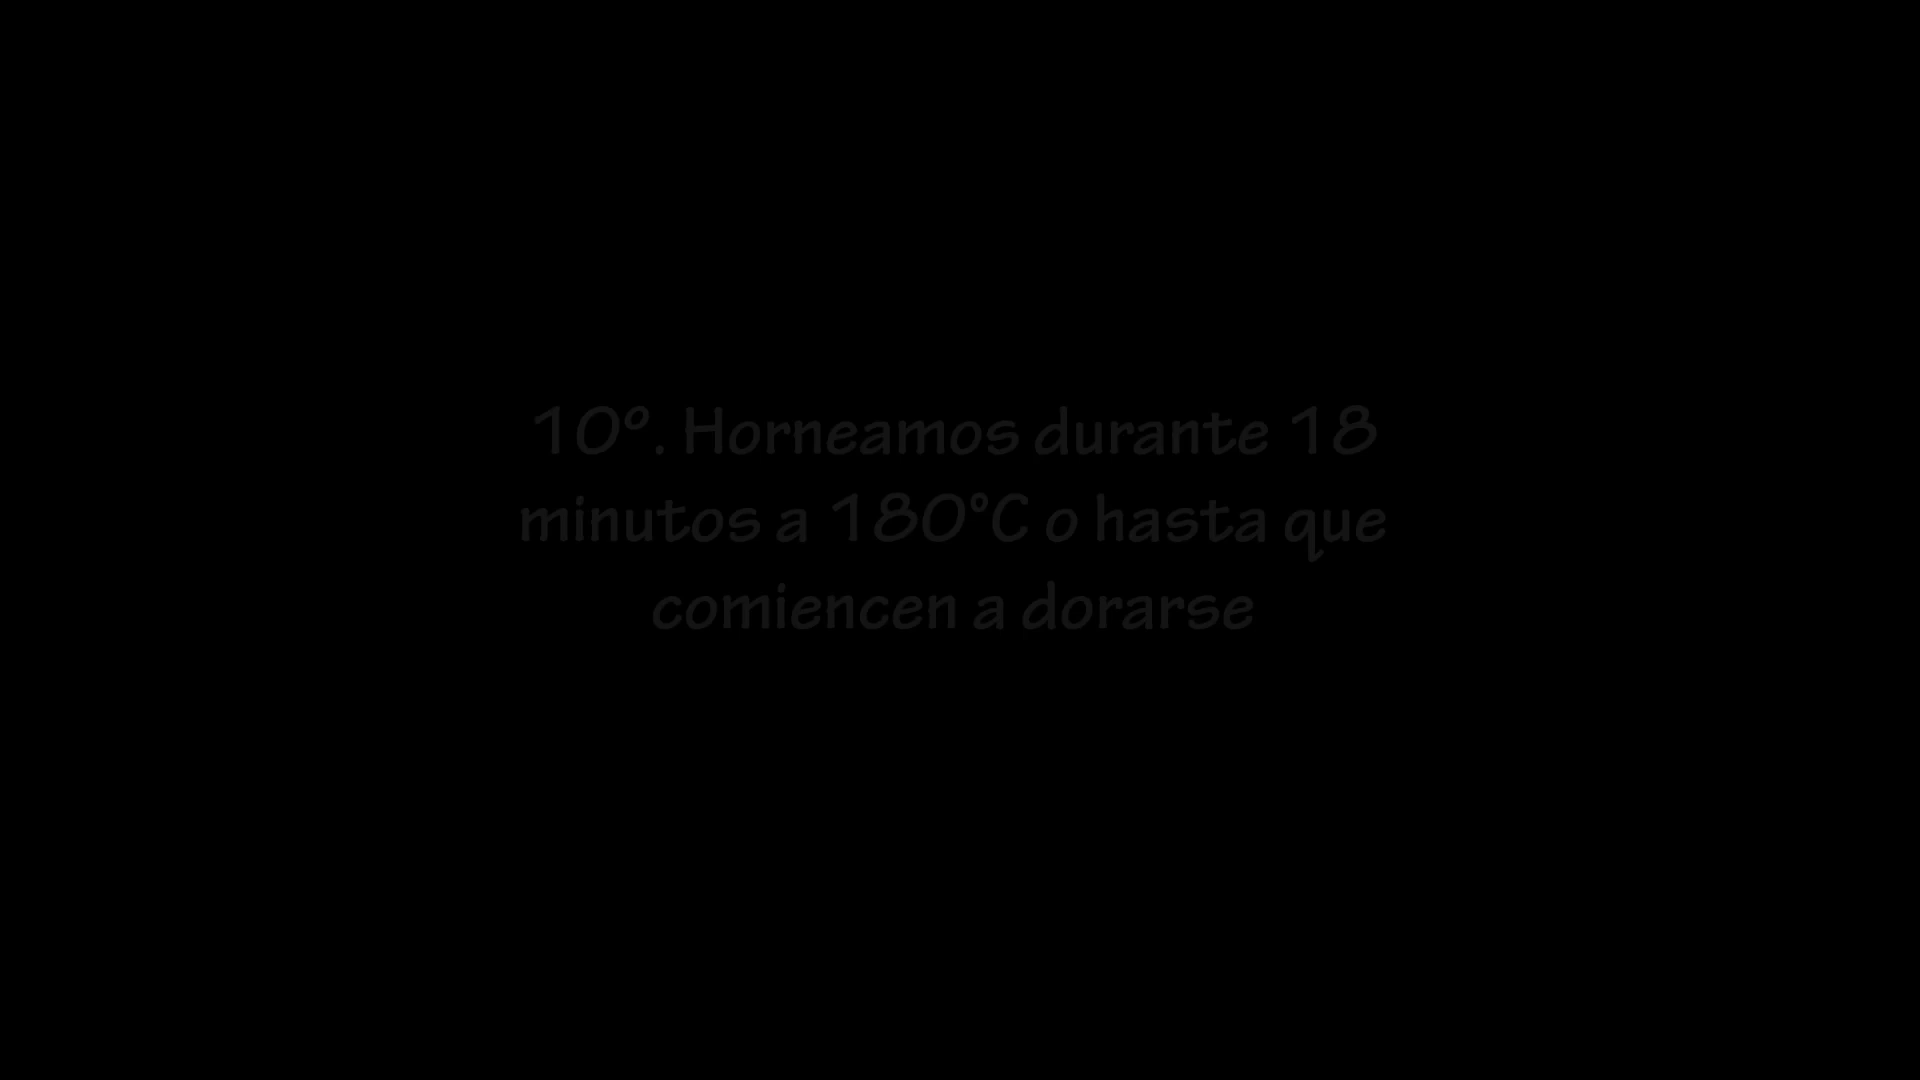 10º. Horneamos durante 18
minutos a 180°C o hasta que
comiencen a dorarse